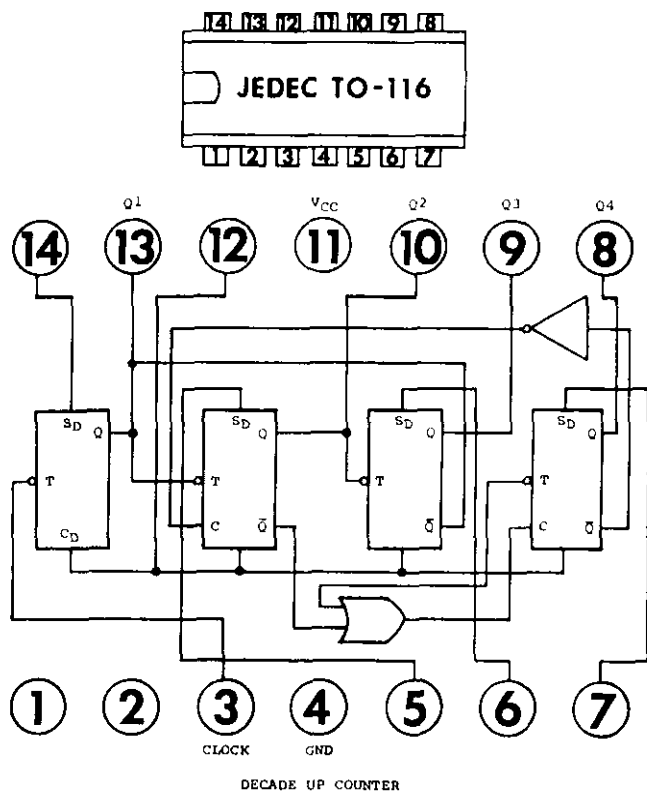 14 13 12 11 10 9 8
JEDEC TO-116
1 2 3 4 5 6 7
Q1 VCC Q2 Q3 Q4
14 13 12 11 10 9 8
SD Q SD Q SD Q SD Q
T T T T
CD C Q̅ Q̅ C Q̅
1 2 3 4 5 6 7
CLOCK GND
DECADE UP COUNTER